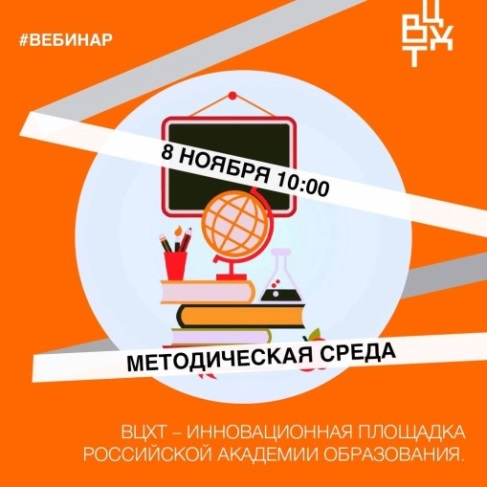 #ВЕБИНАР
ВЦХТ
8 НОЯБРЯ 10:00
МЕТОДИЧЕСКАЯ СРЕДА
ВЦХТ – ИННОВАЦИОННАЯ ПЛОЩАДКА
РОССИЙСКОЙ АКАДЕМИИ ОБРАЗОВАНИЯ.